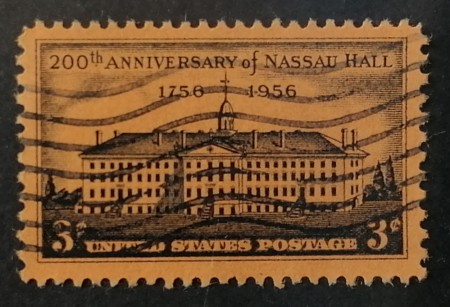 200th ANNIVERSARY of NASSAU HALL
1756 1956
3¢ UNITED STATES POSTAGE 3¢